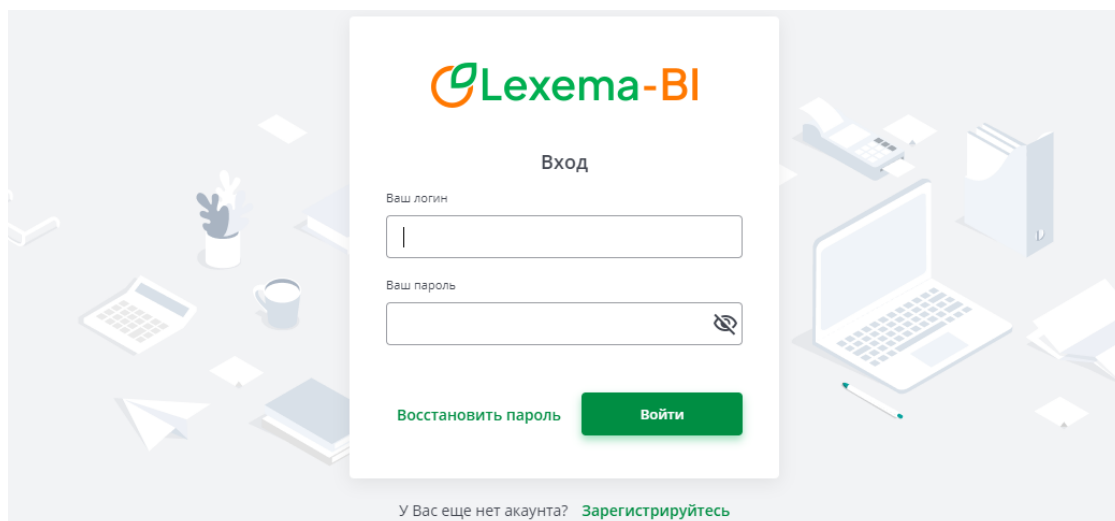 Lexema-BI
Вход
Ваш логин
Ваш пароль
Восстановить пароль
Войти
У Вас еще нет акаунта? Зарегистрируйтесь